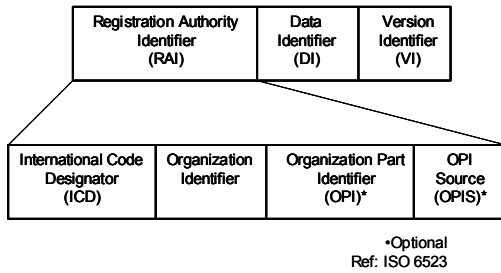 Registration Authority
Identifier
(RAI)
Data
Identifier
(DI)
Version
Identifier
(VI)
International Code
Designator
(ICD)
Organization
Identifier
Organization Part
Identifier
(OPI)*
OPI
Source
(OPIS)*
•Optional
Ref: ISO 6523